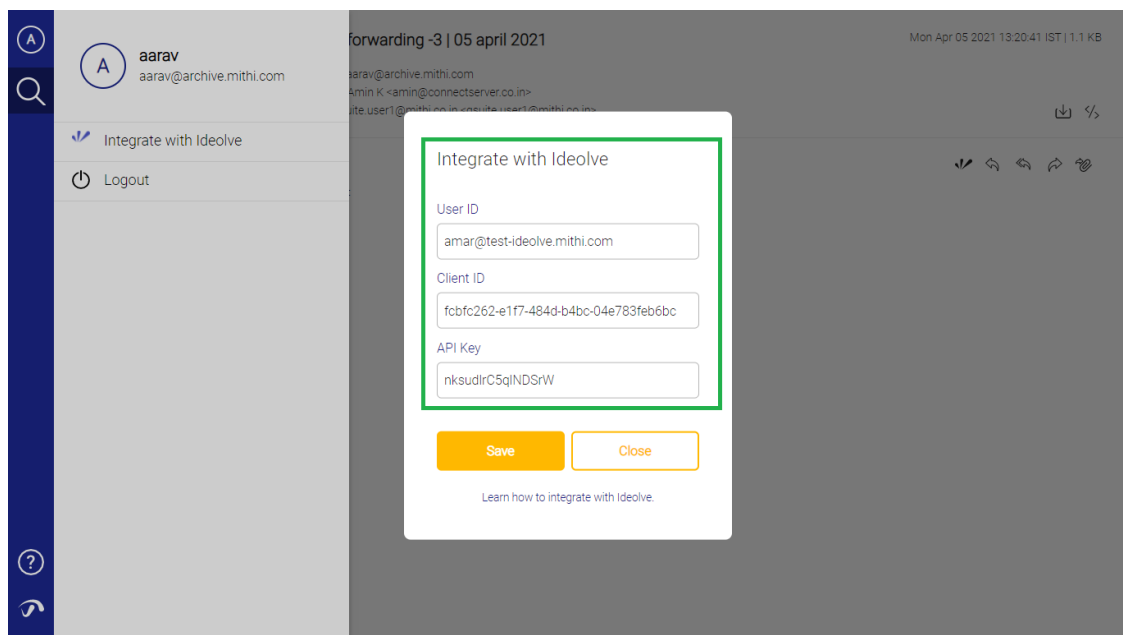 A
A
aarav
aarav@archive.mithi.com
Integrate with Ideolve
Logout
forwarding -3 | 05 april 2021
Mon Apr 05 2021 13:20:41 IST | 1.1 KB
aarav@archive.mithi.com
Amin K <amin@connectserver.co.in>
Integrate with Ideolve
User ID
amar@test-ideolve.mithi.com
Client ID
fcbfc262-e1f7-484d-b4bc-04e783feb6bc
API Key
Save
Close
Learn how to integrate with Ideolve.
?